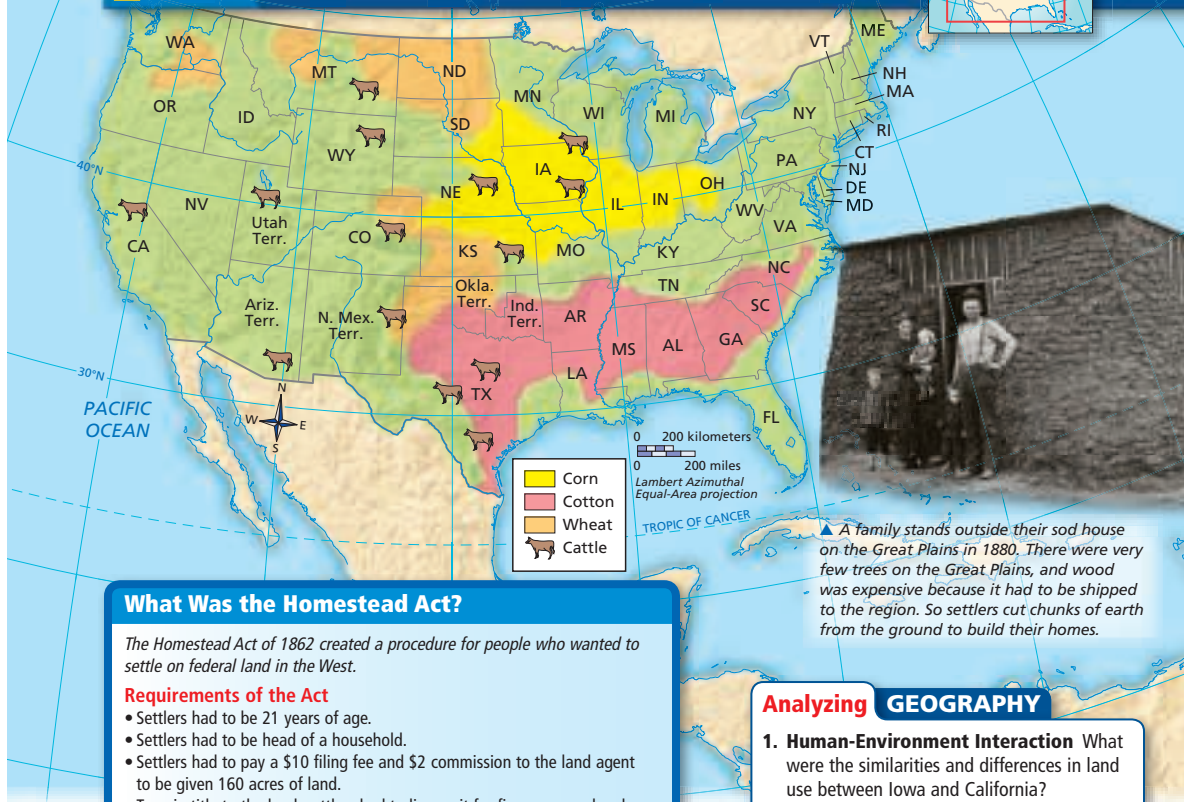 WA
MT
ND
MN
OR
ID
SD
WI
MI
WY
IA
NE
40°N
NV
Utah
Terr.
CO
CA
KS
MO
IL
IN
OH
KY
WV
VA
PA
NY
VT
ME
NH
MA
RI
CT
NJ
DE
MD
Ariz.
Terr.
N. Mex.
Terr.
Okla.
Terr.
Ind.
Terr.
AR
TN
NC
SC
MS
AL
GA
LA
TX
FL
30°N
PACIFIC
OCEAN
N
W
E
S
0 200 kilometers
0 200 miles
Lambert Azimuthal
Equal-Area projection
TROPIC OF CANCER
Corn
Cotton
Wheat
Cattle
▲ A family stands outside their sod house
on the Great Plains in 1880. There were very
few trees on the Great Plains, and wood
was expensive because it had to be shipped
to the region. So settlers cut chunks of earth
from the ground to build their homes.
What Was the Homestead Act?
The Homestead Act of 1862 created a procedure for people who wanted to
settle on federal land in the West.
Requirements of the Act
• Settlers had to be 21 years of age.
• Settlers had to be head of a household.
• Settlers had to pay a $10 filing fee and $2 commission to the land agent
to be given 160 acres of land.
Analyzing GEOGRAPHY
1. Human-Environment Interaction What
were the similarities and differences in land
use between Iowa and California?